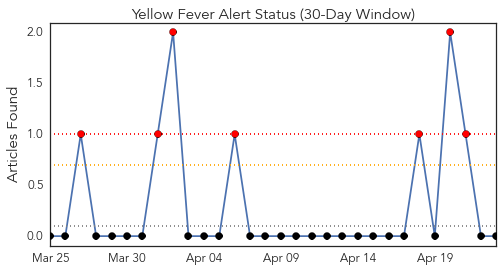 Yellow Fever Alert Status (30-Day Window)
Articles Found
2.0
1.5
1.0
0.5
0.0
Mar 25 Mar 30 Apr 04 Apr 09 Apr 14 Apr 19